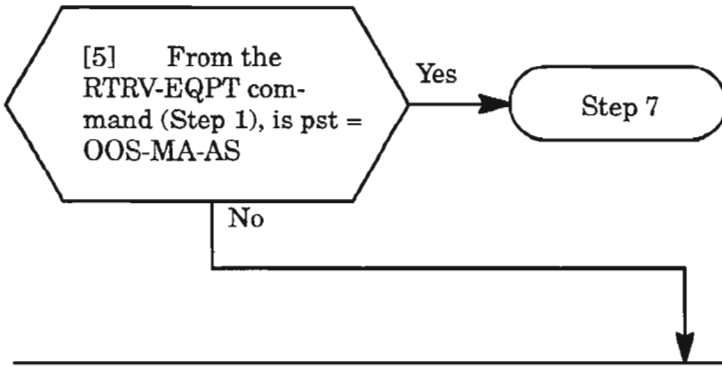 [5] From the
RTRV-EQPT com-
mand (Step 1), is pst =
OOS-MA-AS
Yes
Step 7
No